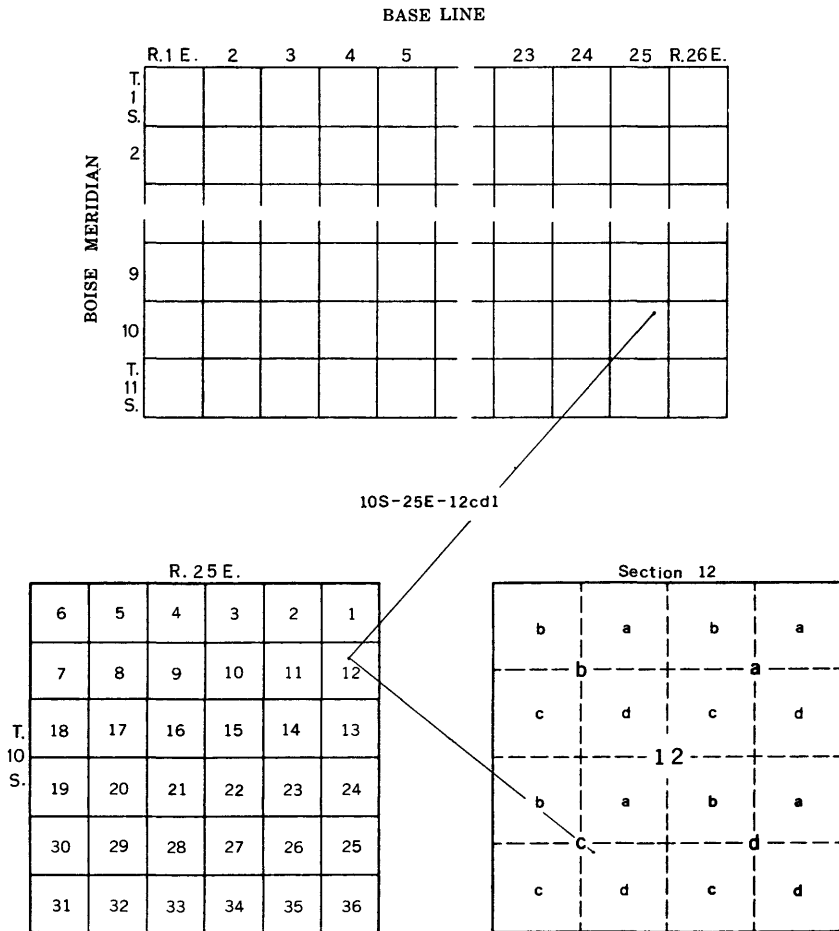 BASE LINE
R.1 E. 2 3 4 5 23 24 25 R.26E.
T.
1
S.
2
BOISE MERIDIAN
9
10
T.
11
S.
10S-25E-12cd1
R. 25 E.
6 5 4 3 2 1
7 8 9 10 11 12
T.
10
S.
18 17 16 15 14 13
19 20 21 22 23 24
30 29 28 27 26 25
31 32 33 34 35 36
Section 12
b a b a
b a
c d c d
12
b a b a
c d
c d c d